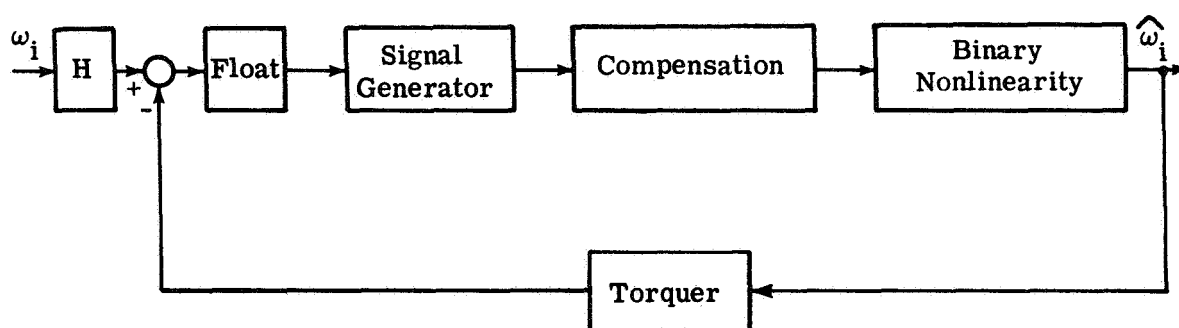 ω_i
H
+
-
Float
Signal
Generator
Compensation
Binary
Nonlinearity
ω̂_i
Torquer